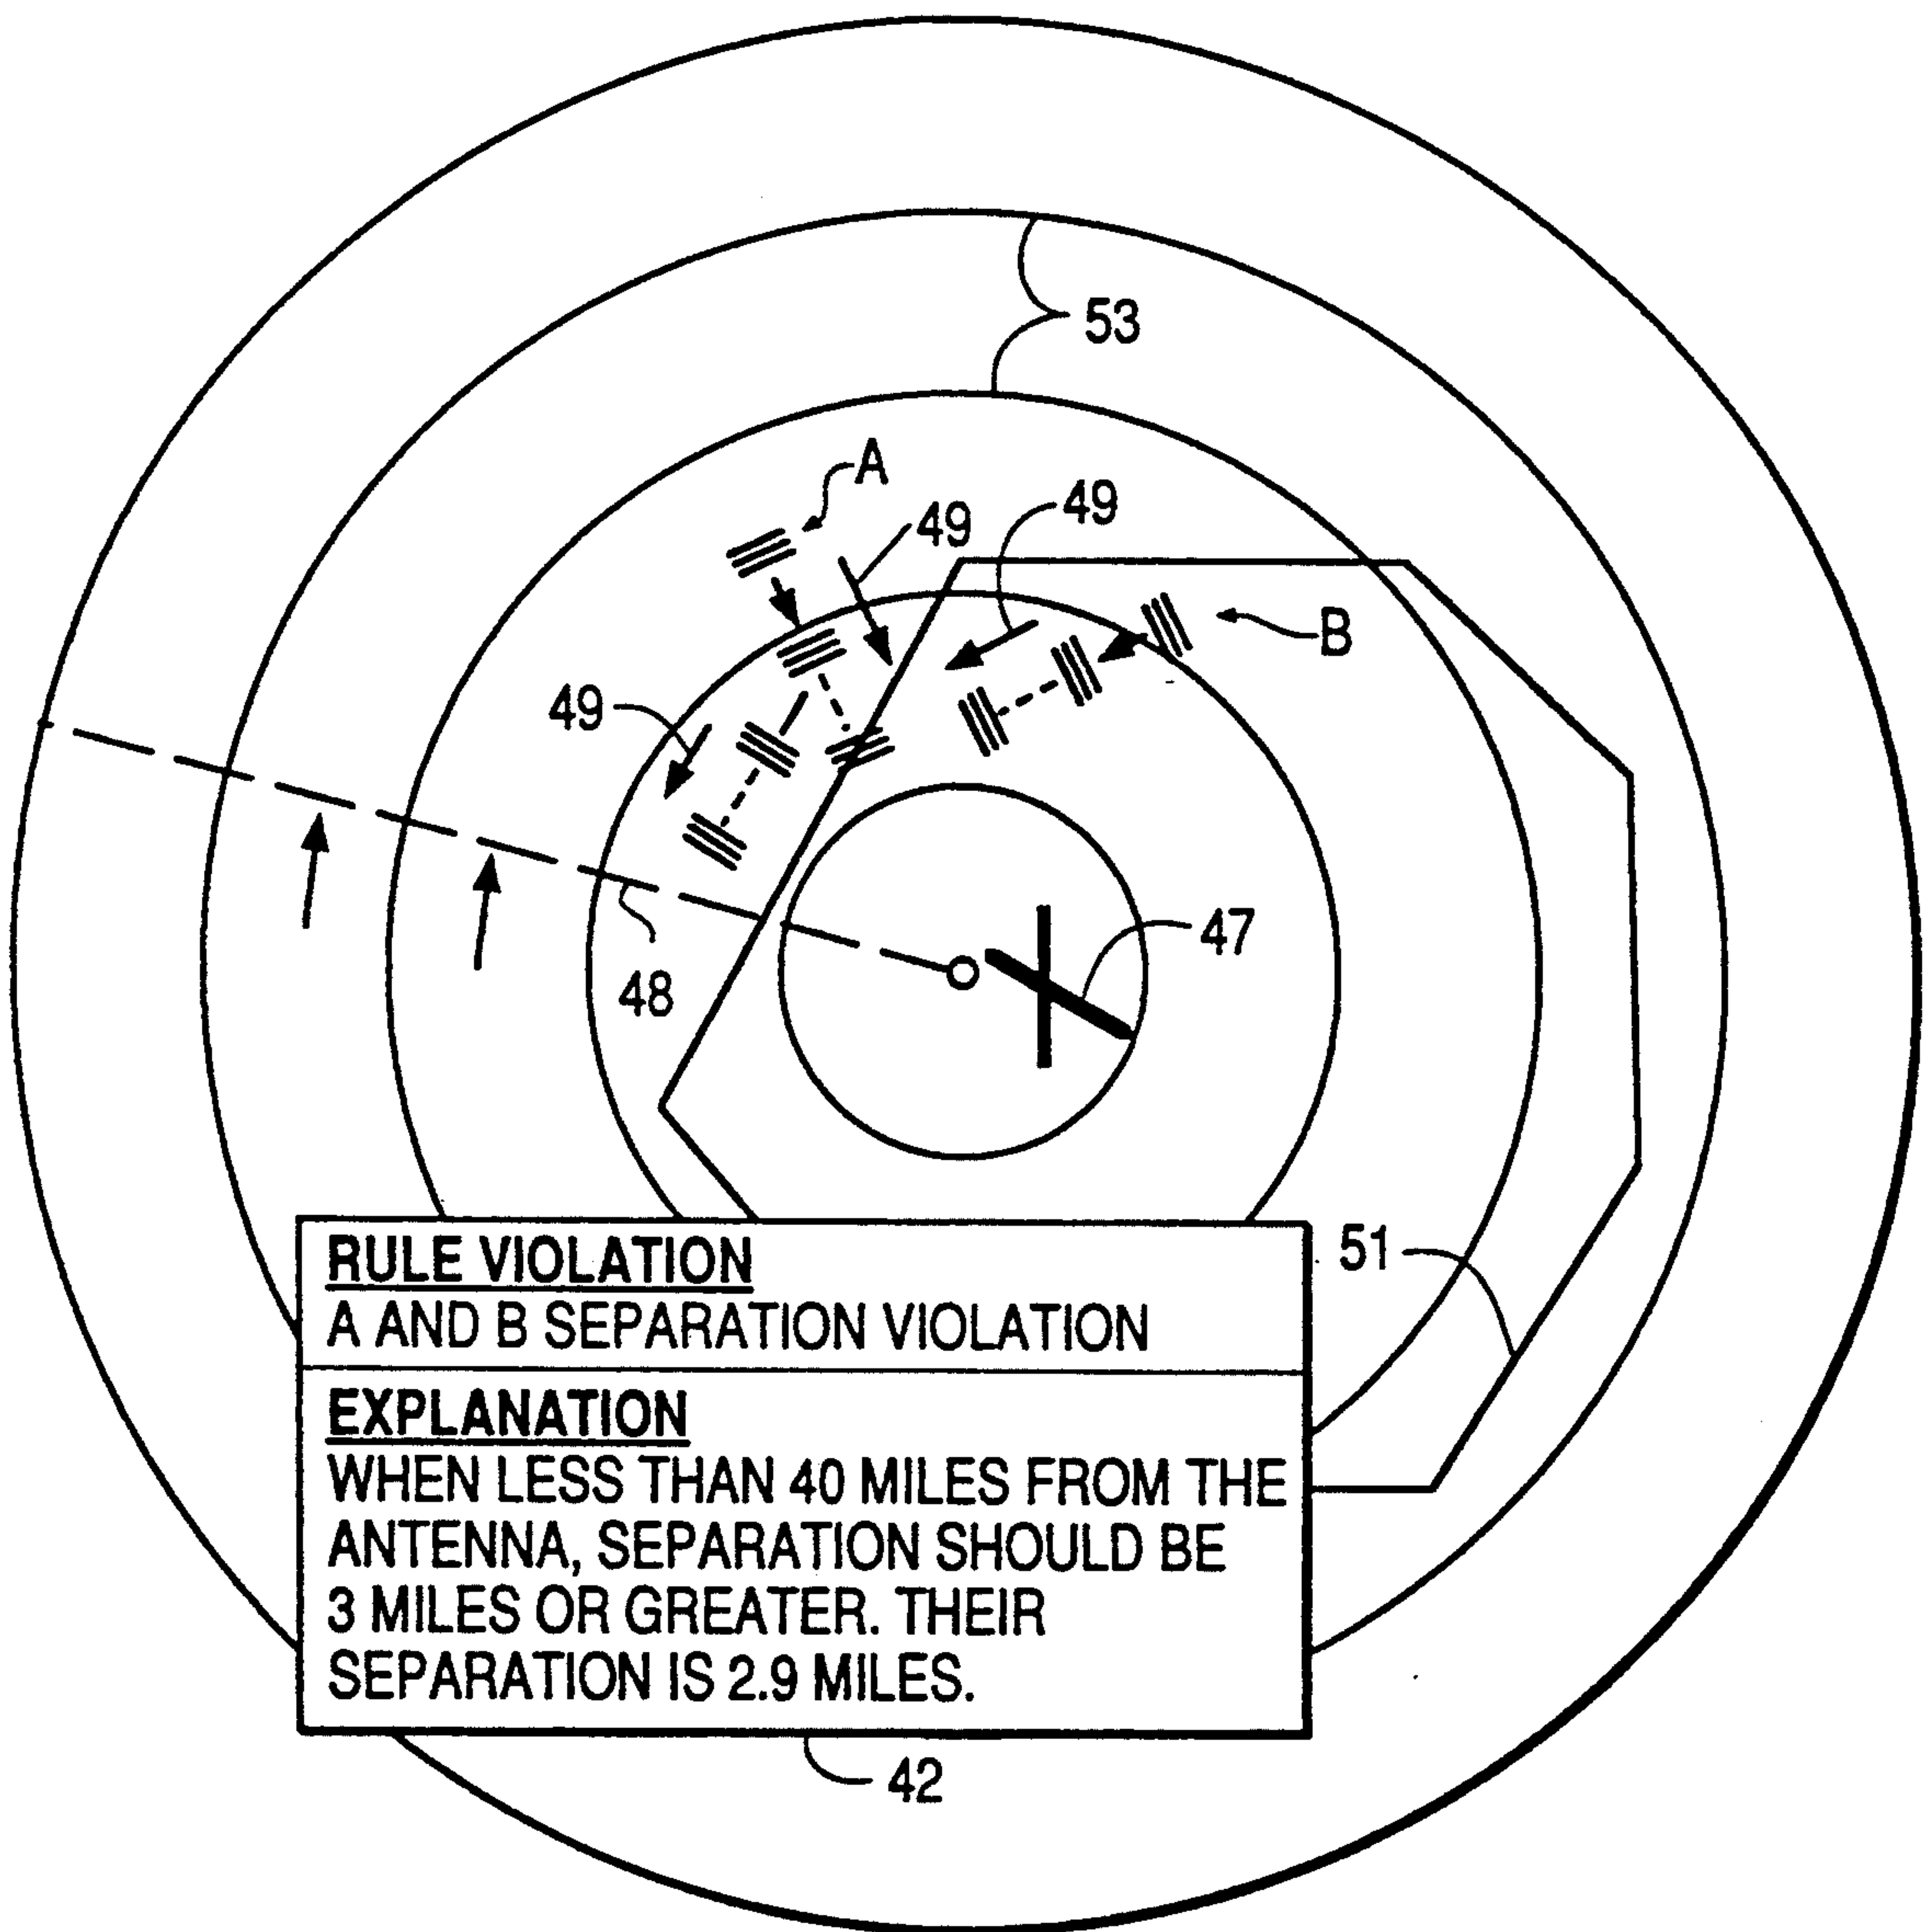 53
A
49
49
B
49
47
48
51
RULE VIOLATION
A AND B SEPARATION VIOLATION
EXPLANATION
WHEN LESS THAN 40 MILES FROM THE
ANTENNA, SEPARATION SHOULD BE
3 MILES OR GREATER. THEIR
SEPARATION IS 2.9 MILES.
42